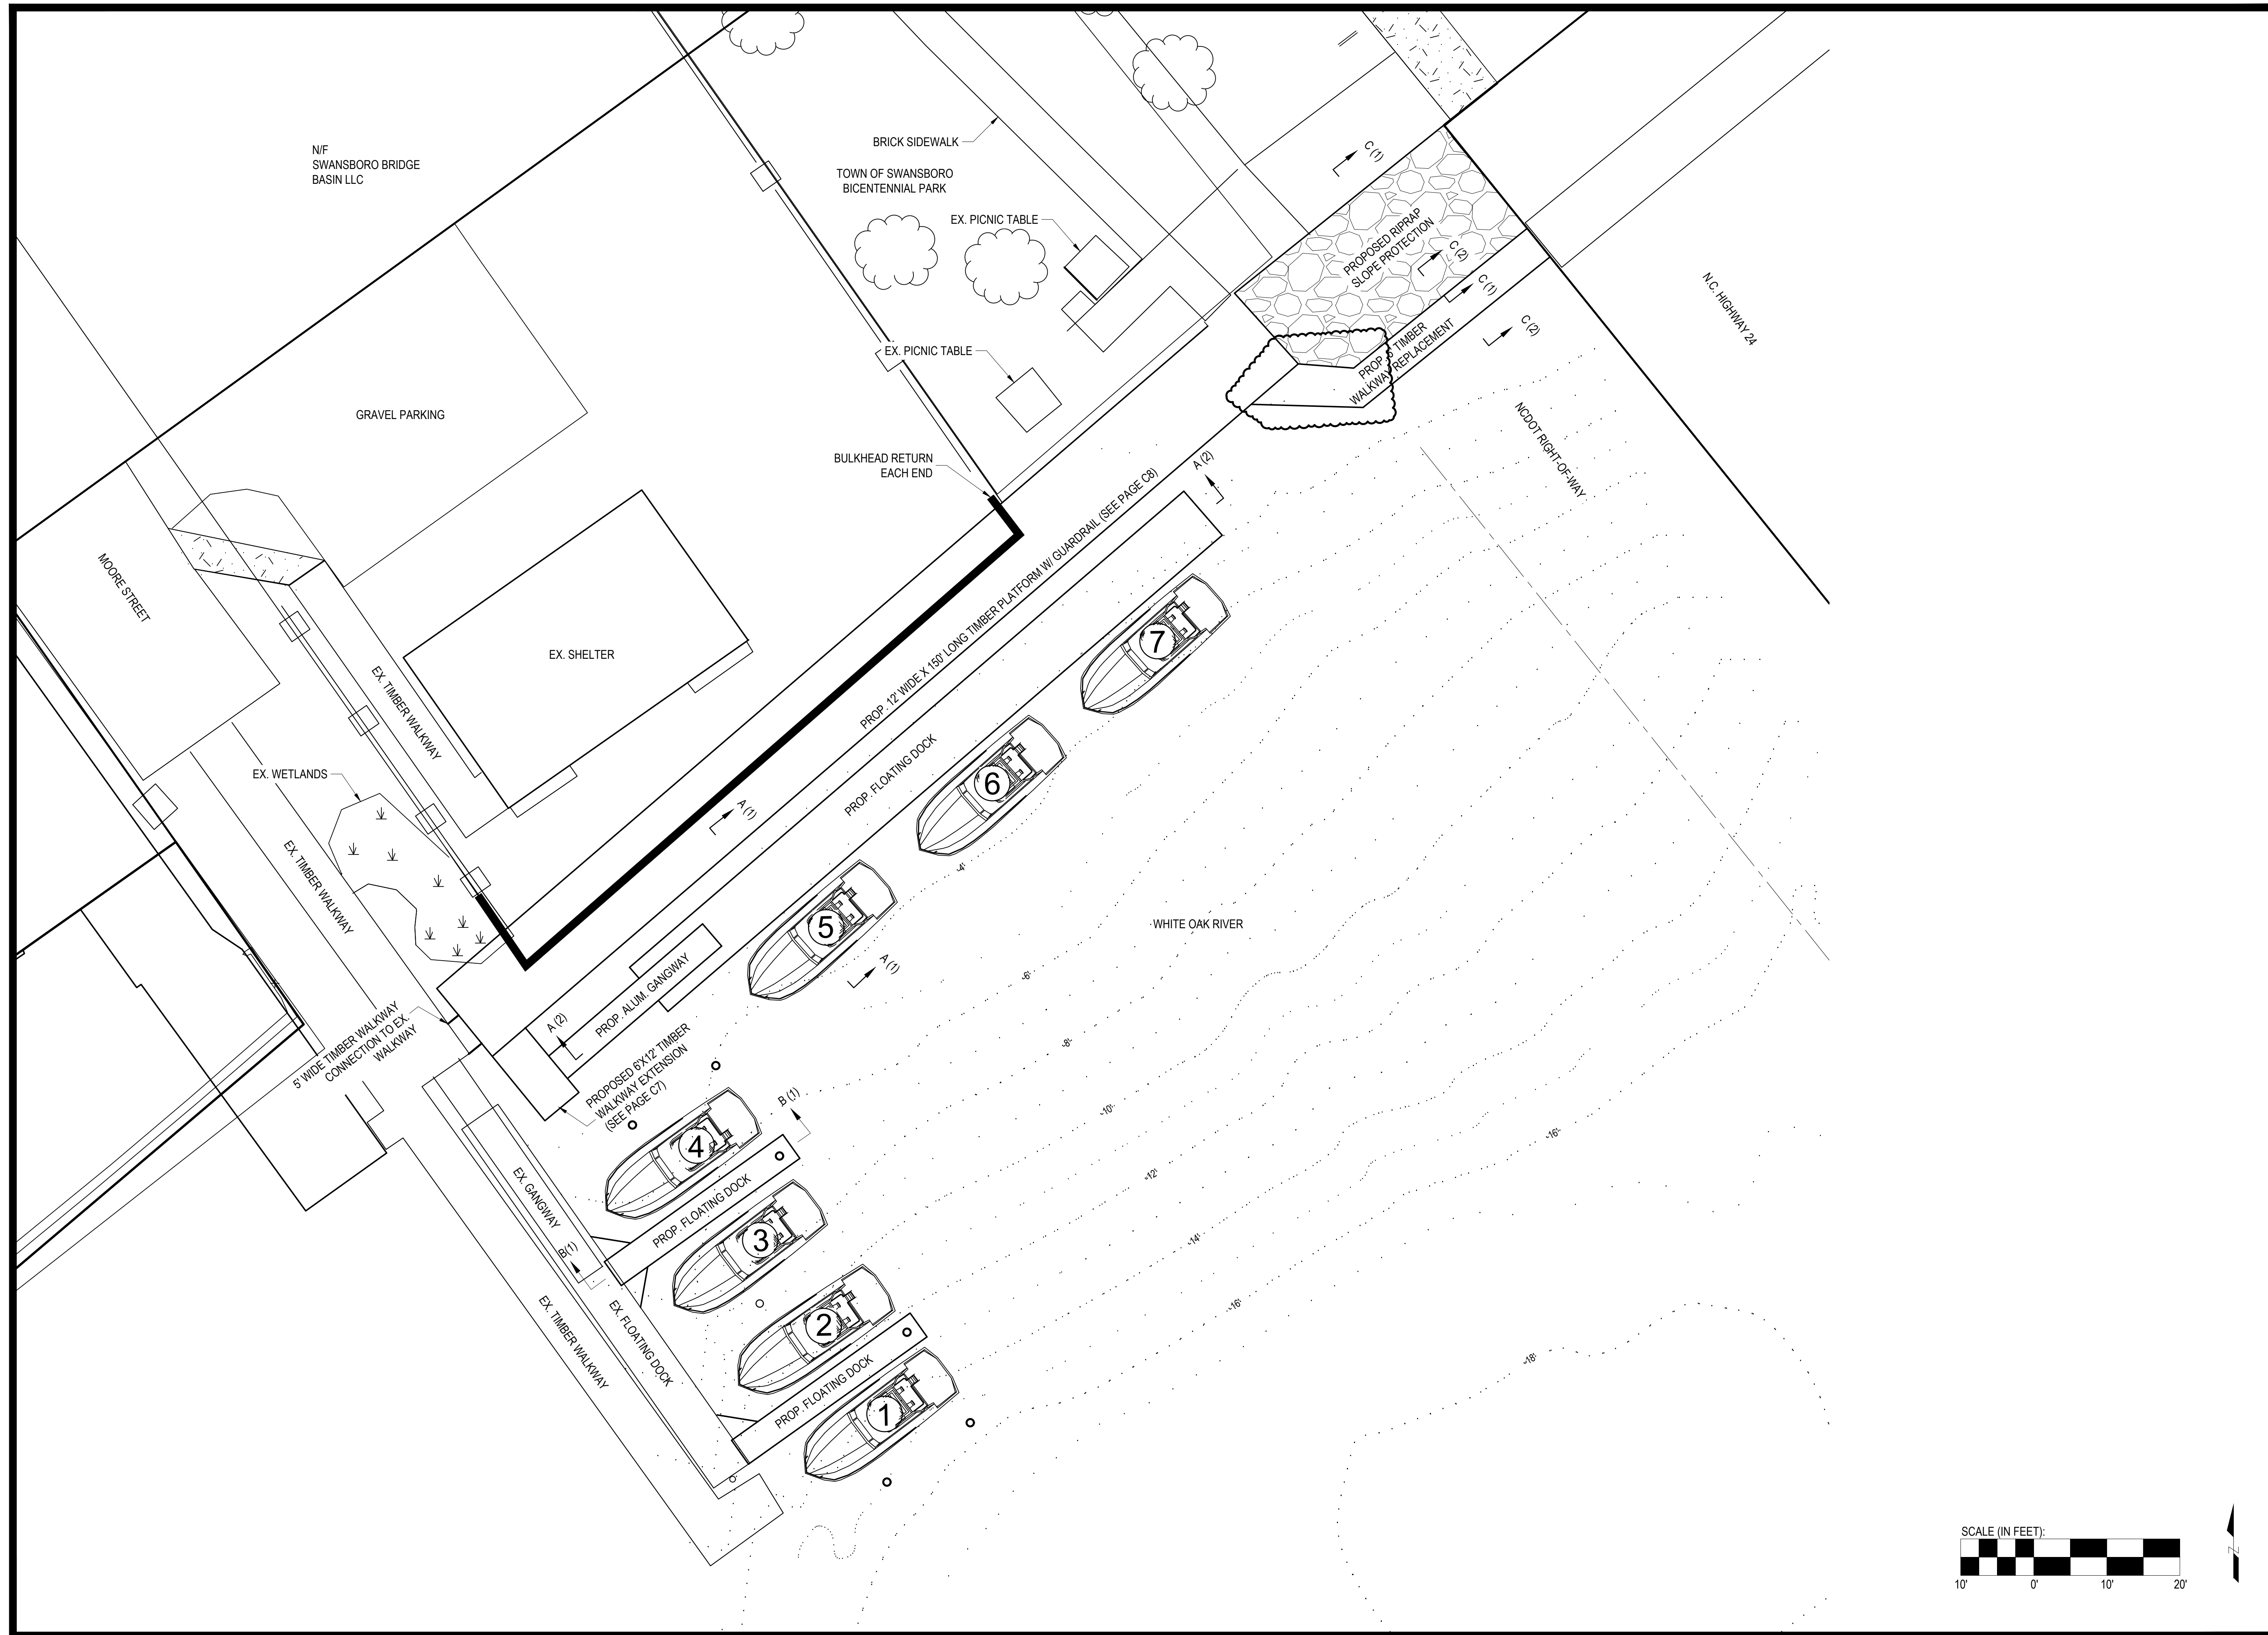 N/F
SWANSBORO BRIDGE
BASIN LLC
BRICK SIDEWALK
TOWN OF SWANSBORO
BICENTENNIAL PARK
EX. PICNIC TABLE
C (1)
PROPOSED RIPRAP
SLOPE PROTECTION
C (2)
C (1)
C (2)
N.C. HIGHWAY 24
EX. PICNIC TABLE
PROP. TIMBER
WALKWAY REPLACEMENT
GRAVEL PARKING
NCDOT RIGHT-OF-WAY
BULKHEAD RETURN
EACH END
A (2)
PROP. 12' WIDE X 150' LONG TIMBER PLATFORM W/ GUARDRAIL (SEE PAGE C8)
MOORE STREET
EX. SHELTER
7
EX. TIMBER WALKWAY
EX. WETLANDS
PROP. FLOATING DOCK
6
A (1)
-4'
EX. TIMBER WALKWAY
5
WHITE OAK RIVER
A (1)
-6'
PROP. ALUM. GANGWAY
A (2)
5' WIDE TIMBER WALKWAY
CONNECTION TO EX.
WALKWAY
PROPOSED 6'X12' TIMBER
WALKWAY EXTENSION
(SEE PAGE C7)
-8'
B (1)
-10'
-16'
4
-12'
EX. GANGWAY
PROP. FLOATING DOCK
B(1)
3
-14'
EX. TIMBER WALKWAY
EX. FLOATING DOCK
2
-16'
-18'
PROP. FLOATING DOCK
1
SCALE (IN FEET):
10' 0' 10' 20'
N